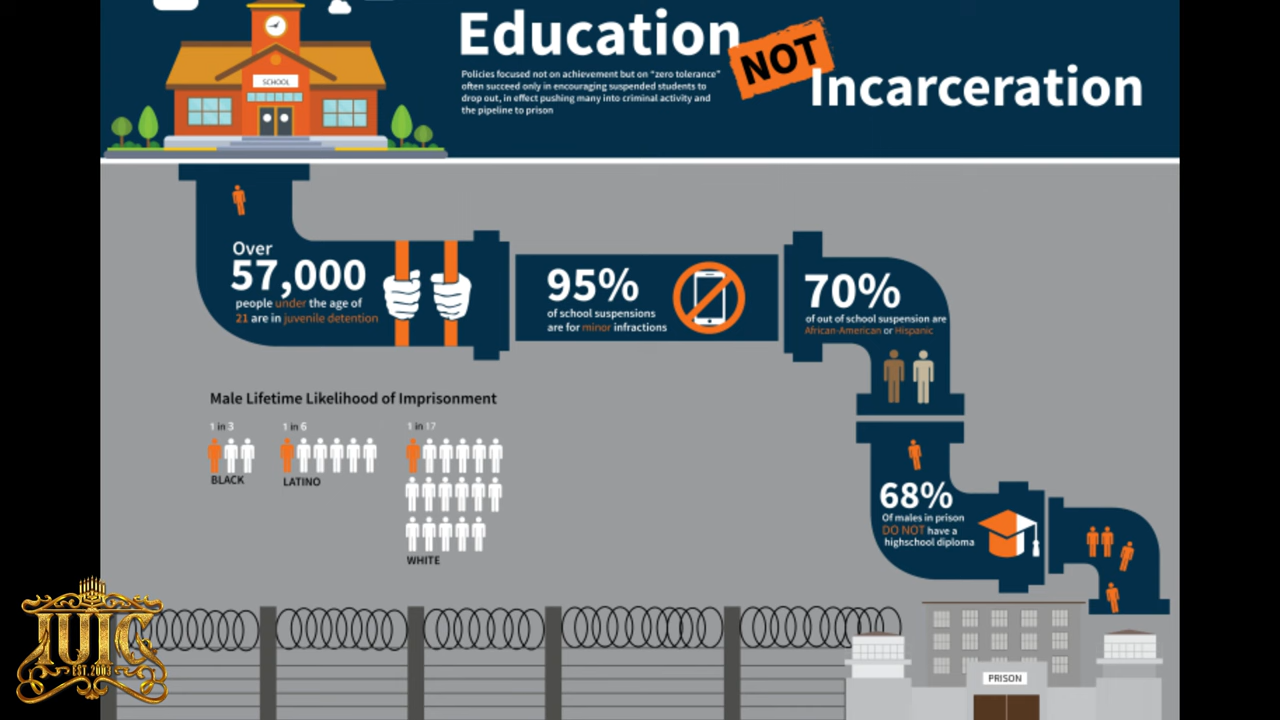 SCHOOL
Education
NOT
Incarceration
Policies focused not on achievement but on "zero tolerance"
often succeed only in encouraging suspended students to
drop out, in effect pushing many into criminal activity and
the pipeline to prison
Over
57,000
people under the age of
21 are in juvenile detention
95%
of school suspensions
are for minor infractions
70%
of out of school suspension are
African-American or Hispanic
Male Lifetime Likelihood of Imprisonment
1 in 3
BLACK
1 in 6
LATINO
1 in 17
WHITE
68%
Of males in prison
DO NOT have a
highschool diploma
PRISON
IUIC
EST. 2003